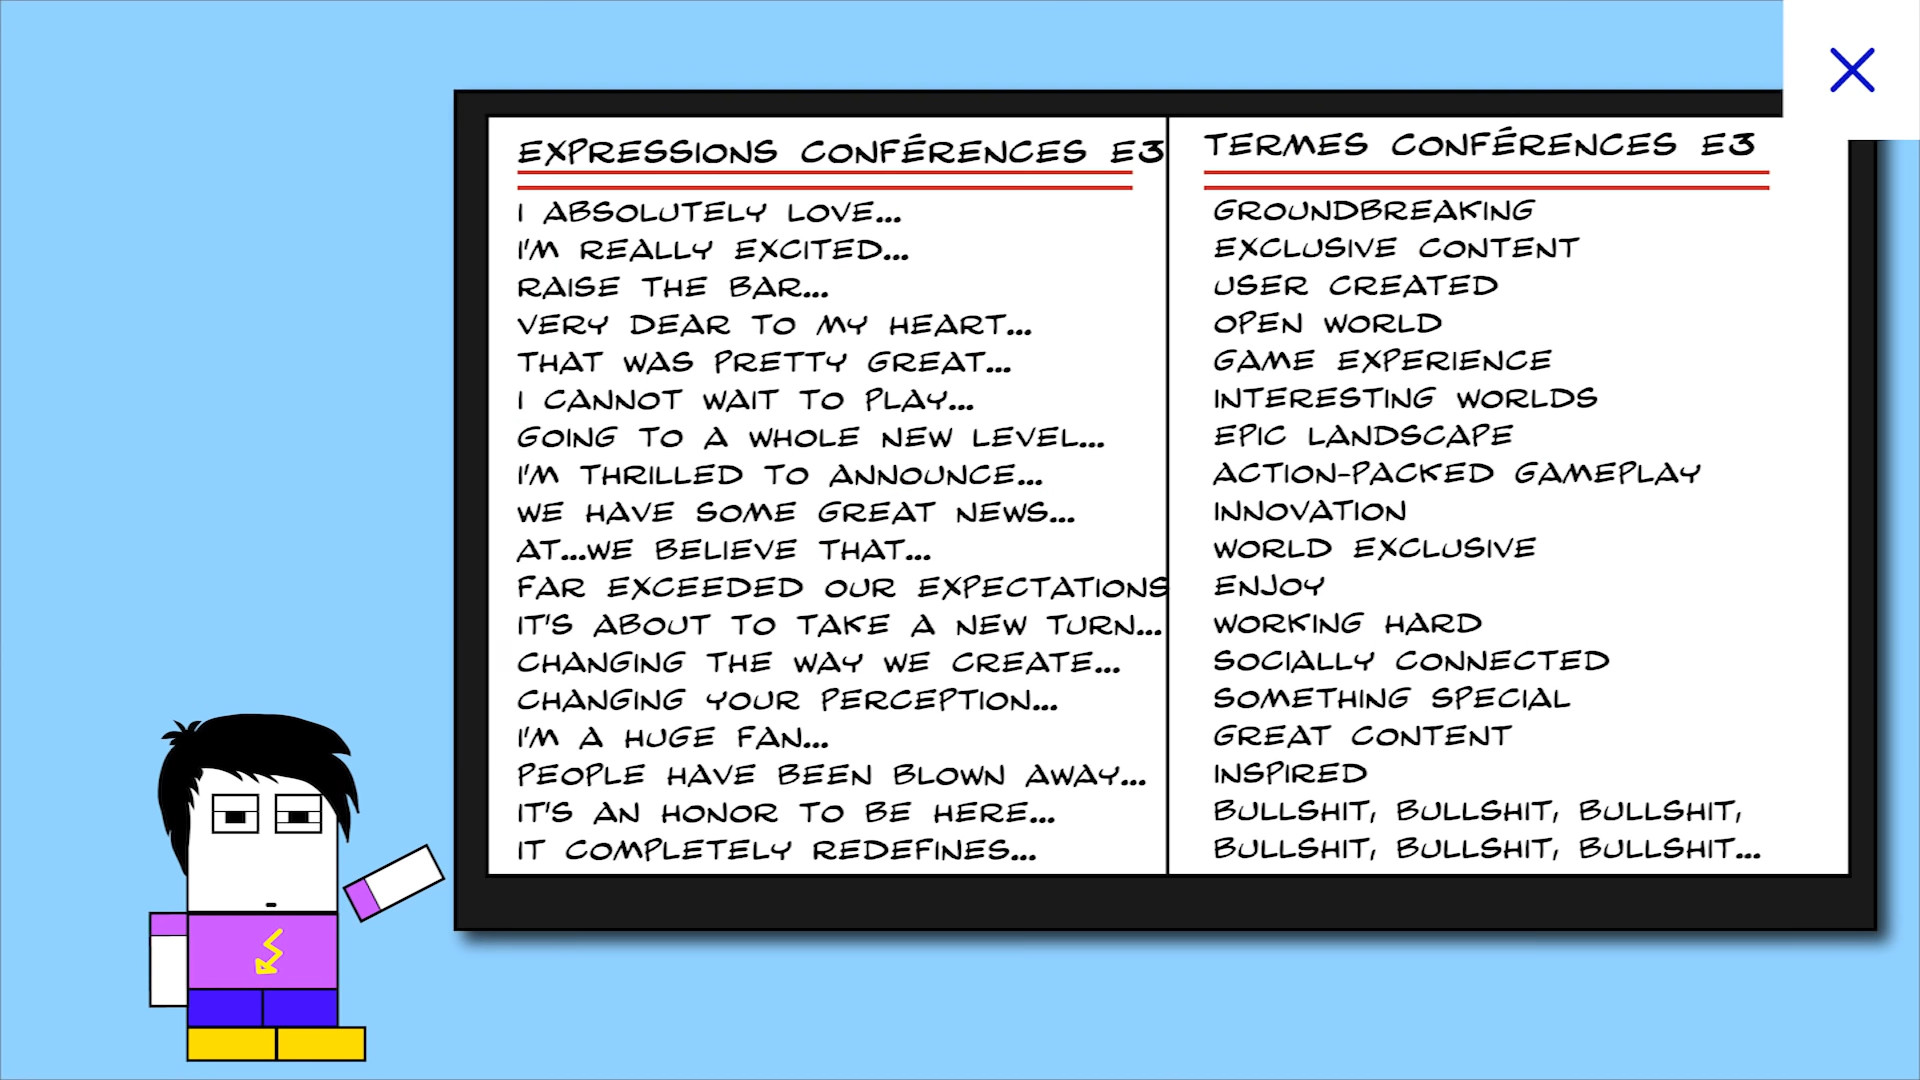 EXPRESSIONS CONFÉRENCES E3
I ABSOLUTELY LOVE...
I'M REALLY EXCITED...
RAISE THE BAR...
VERY DEAR TO MY HEART...
THAT WAS PRETTY GREAT...
I CANNOT WAIT TO PLAY...
GOING TO A WHOLE NEW LEVEL...
I'M THRILLED TO ANNOUNCE...
WE HAVE SOME GREAT NEWS...
AT...WE BELIEVE THAT...
FAR EXCEEDED OUR EXPECTATIONS
IT'S ABOUT TO TAKE A NEW TURN...
CHANGING THE WAY WE CREATE...
CHANGING YOUR PERCEPTION...
I'M A HUGE FAN...
PEOPLE HAVE BEEN BLOWN AWAY...
IT'S AN HONOR TO BE HERE...
IT COMPLETELY REDEFINES...
TERMES CONFÉRENCES E3
GROUNDBREAKING
EXCLUSIVE CONTENT
USER CREATED
OPEN WORLD
GAME EXPERIENCE
INTERESTING WORLDS
EPIC LANDSCAPE
ACTION-PACKED GAMEPLAY
INNOVATION
WORLD EXCLUSIVE
ENJOY
WORKING HARD
SOCIALLY CONNECTED
SOMETHING SPECIAL
GREAT CONTENT
INSPIRED
BULLSHIT, BULLSHIT, BULLSHIT,
BULLSHIT, BULLSHIT, BULLSHIT...